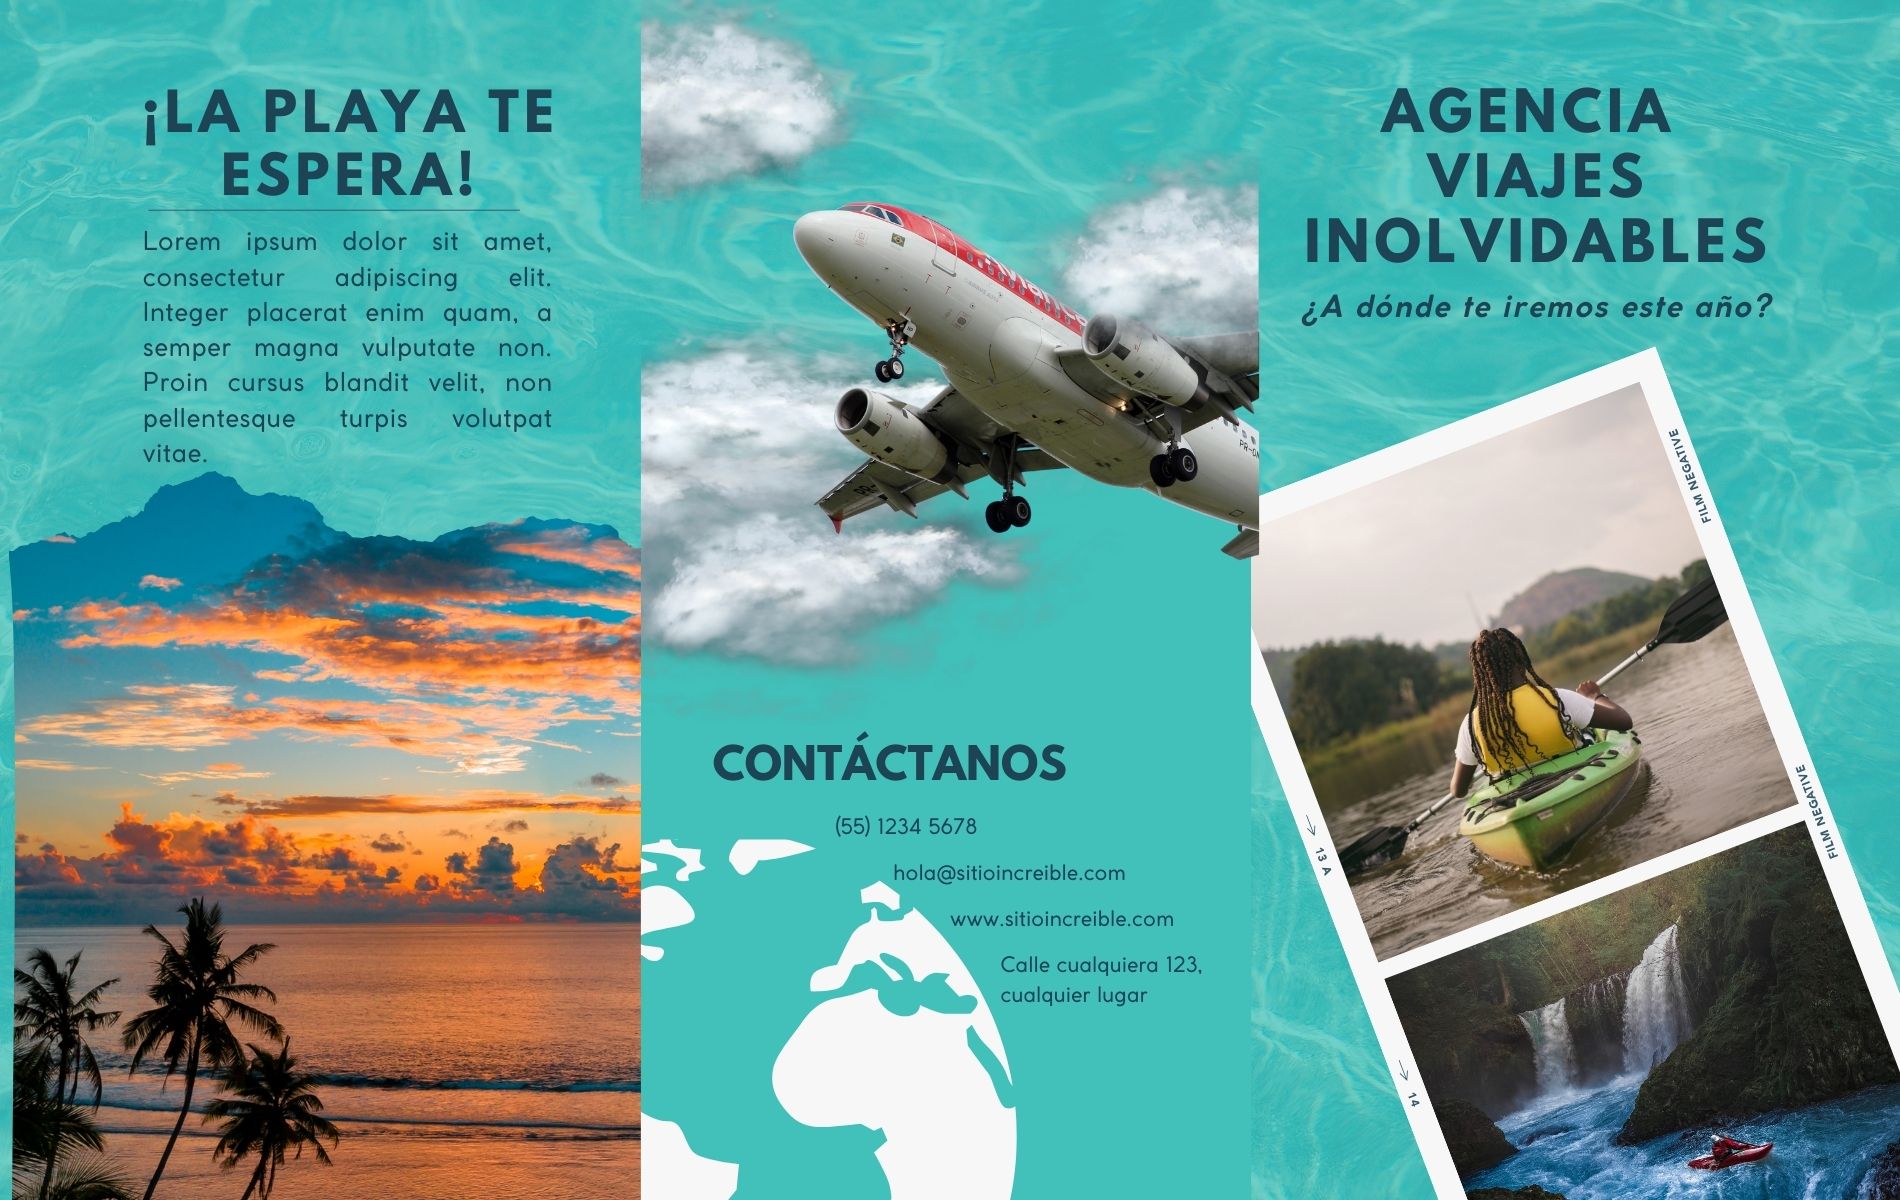 ¡LA PLAYA TE
ESPERA!
Lorem ipsum dolor sit amet,
consectetur adipiscing elit.
Integer placerat enim quam, a
semper magna vulputate non.
Proin cursus blandit velit, non
pellentesque turpis volutpat
vitae.
CONTÁCTANOS
(55) 1234 5678
hola@sitioincreible.com
www.sitioincreible.com
Calle cualquiera 123,
cualquier lugar
AGENCIA
VIAJES
INOLVIDABLES
¿A dónde te iremos este año?
FILM NEGATIVE
FILM NEGATIVE
13 A
14